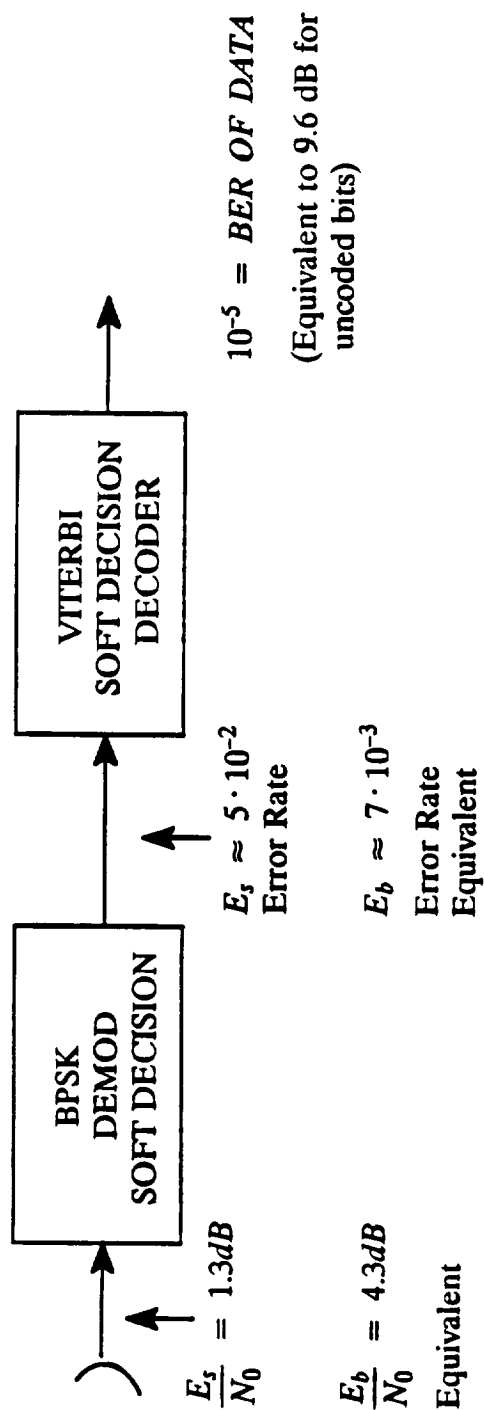 BPSK
DEMOD
SOFT DECISION
VITERBI
SOFT DECISION
DECODER
E_s/N_0 = 1.3dB
E_b/N_0 = 4.3dB
Equivalent
E_s ≈ 5 · 10^−2
Error Rate
E_b ≈ 7 · 10^−3
Error Rate
Equivalent
10^−5 = BER OF DATA
(Equivalent to 9.6 dB for
uncoded bits)